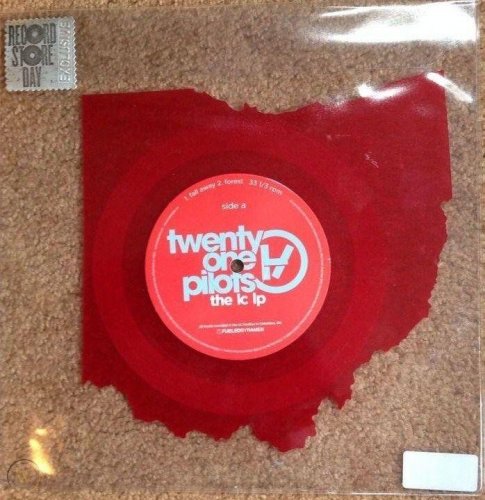 RECORD
STORE
DAY
EXCLUSIVE
1. fall away 2. forest 33 1/3 rpm
side a
twenty
one
pilots
the lc lp
FUELEDBYRAMEN